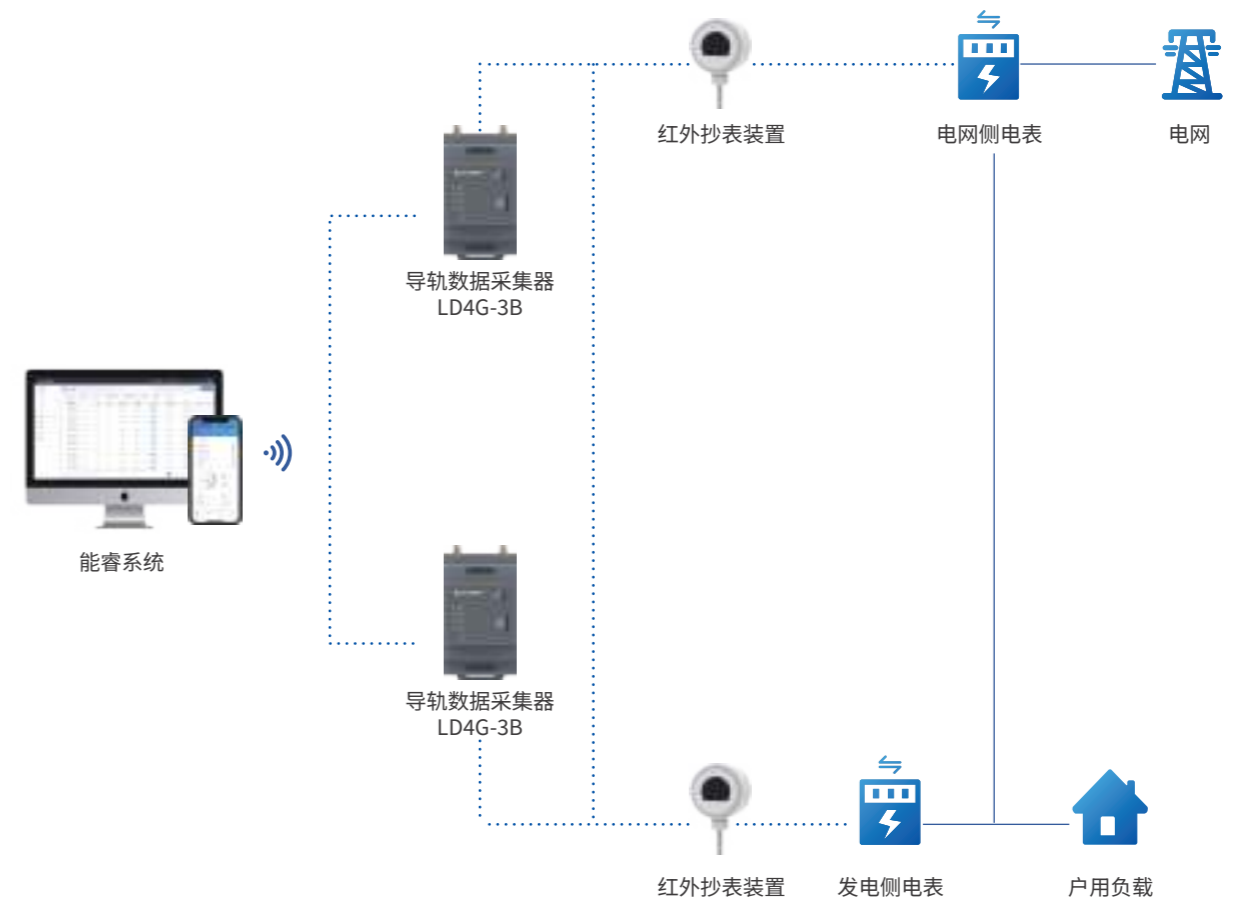 红外抄表装置
电网侧电表
电网
导轨数据采集器
LD4G-3B
能睿系统
导轨数据采集器
LD4G-3B
红外抄表装置
发电侧电表
户用负载